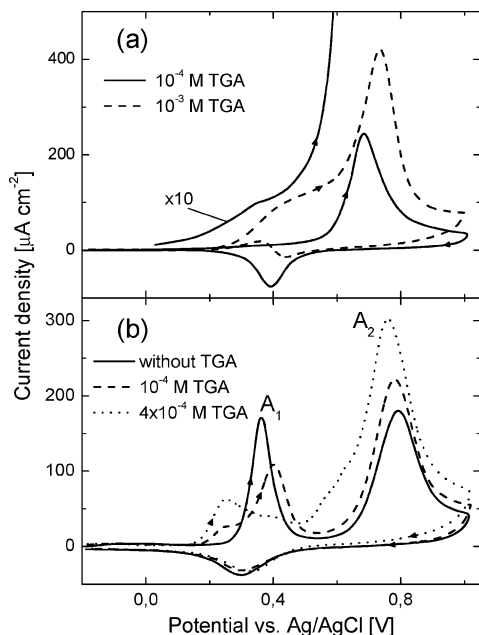 Current density [μA cm⁻²]
(a)
10⁻⁴ M TGA
10⁻³ M TGA
x10
400
200
0
(b)
without TGA
10⁻⁴ M TGA
4x10⁻⁴ M TGA
A₁
A₂
300
200
100
0
0,0 0,4 0,8
Potential vs. Ag/AgCl [V]